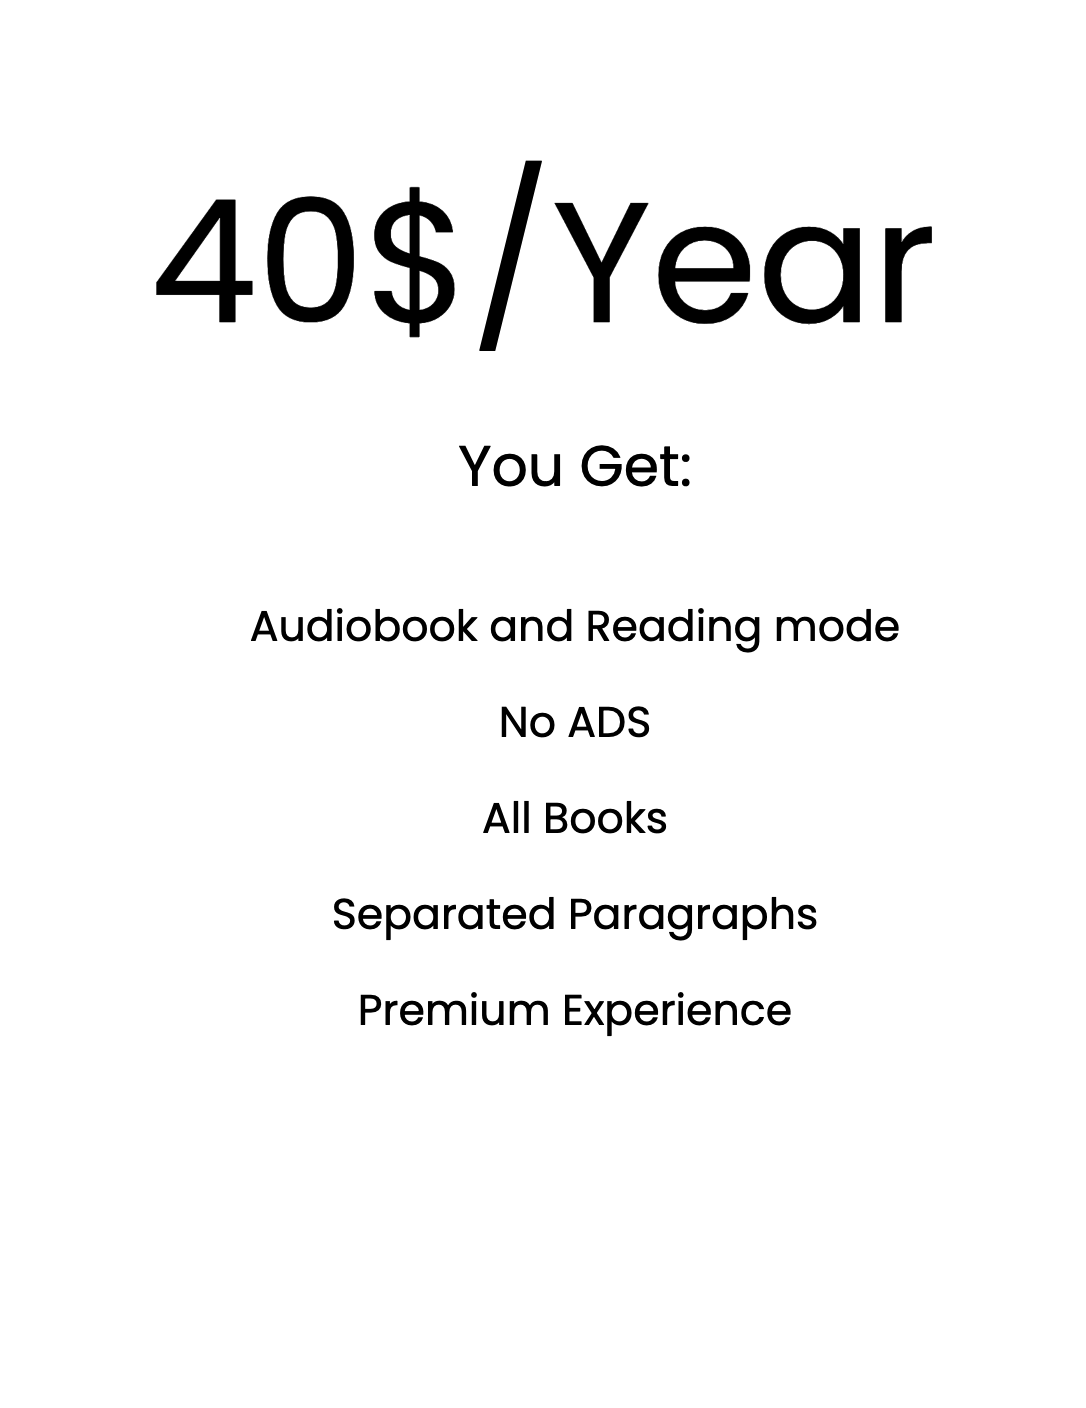 40$/Year
You Get:
Audiobook and Reading mode
No ADS
All Books
Separated Paragraphs
Premium Experience